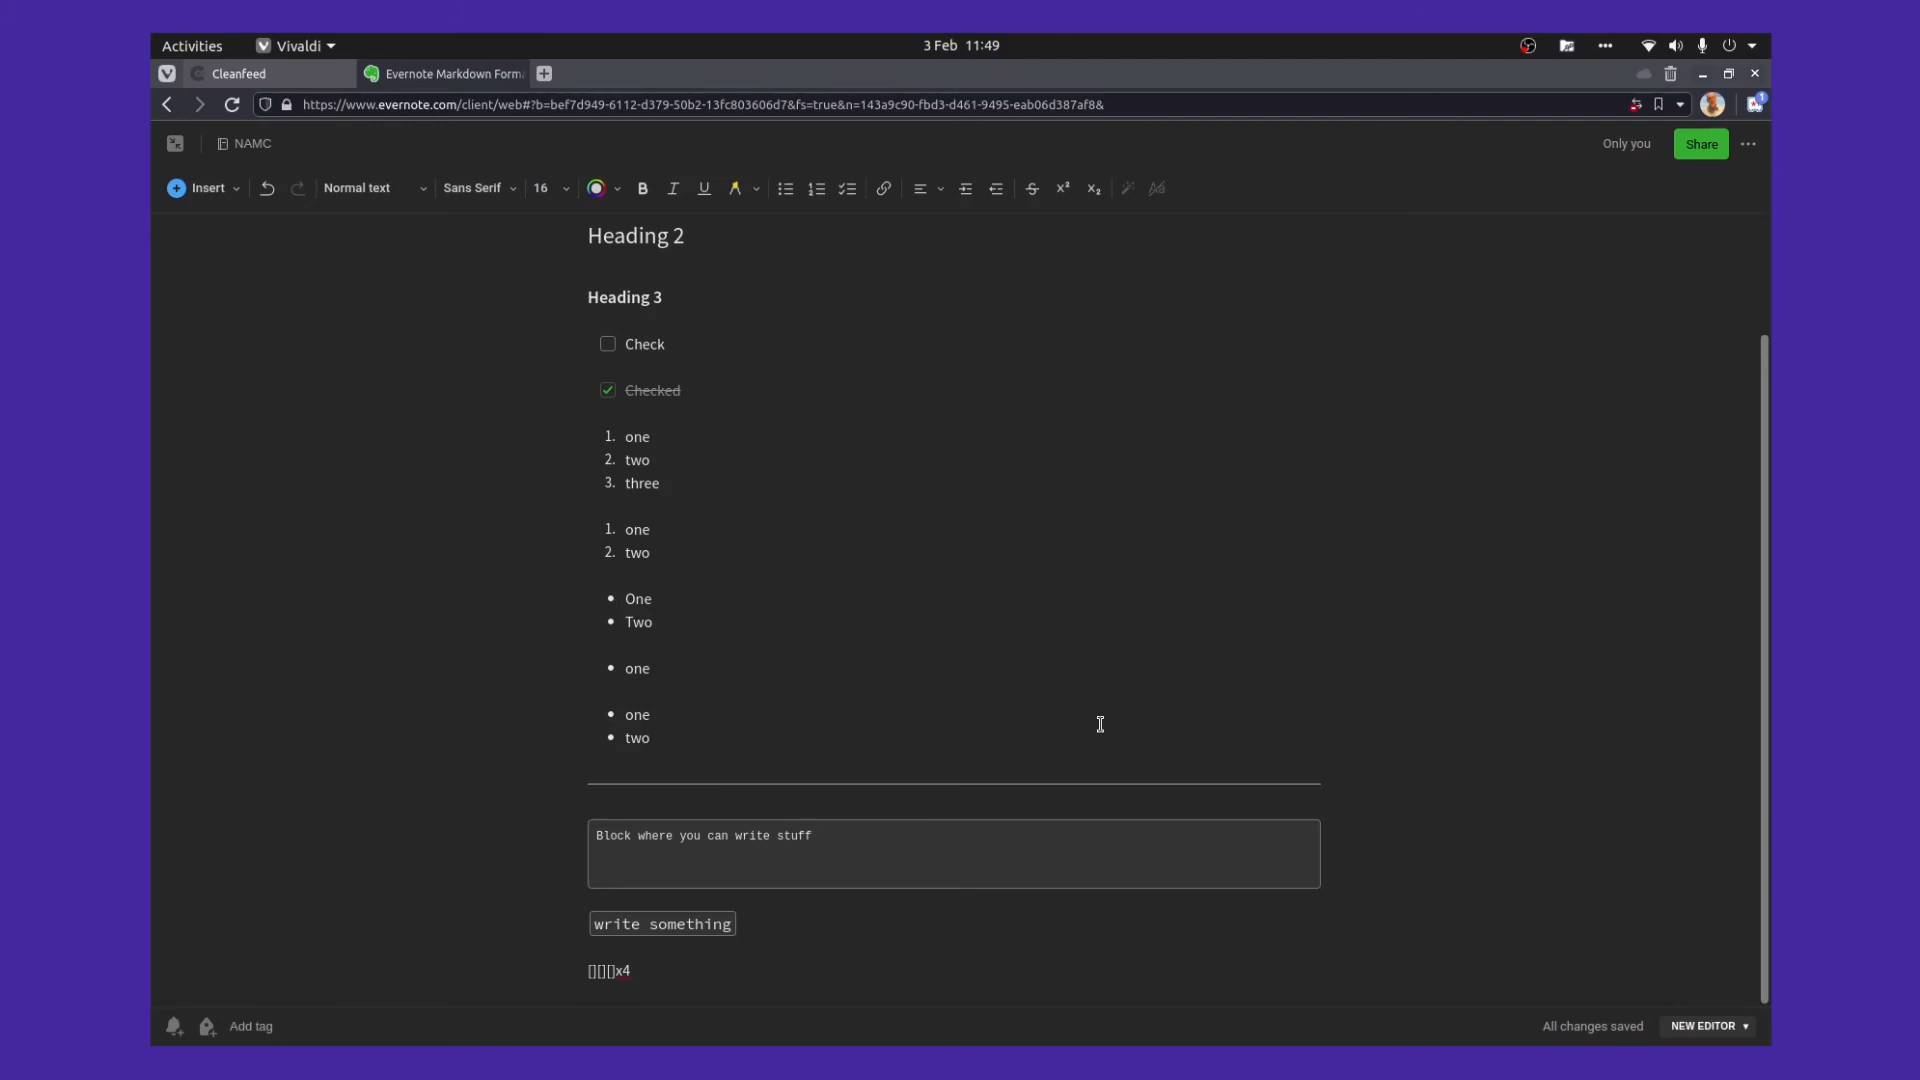 Activities Vivaldi 3 Feb 11:49
Cleanfeed Evernote Markdown Form
https://www.evernote.com/client/web#?b=bef7d949-6112-d379-50b2-13fc803606d7&fs=true&n=143a9c90-fbd3-d461-9495-eab06d387af8& 1
NAMC Only you Share
Insert Normal text Sans Serif 16 B I U
Heading 2
Heading 3
Check
Checked
1. one
2. two
3. three
1. one
2. two
• One
• Two
• one
• one
• two
Block where you can write stuff
write something
[][][]x4
Add tag All changes saved NEW EDITOR